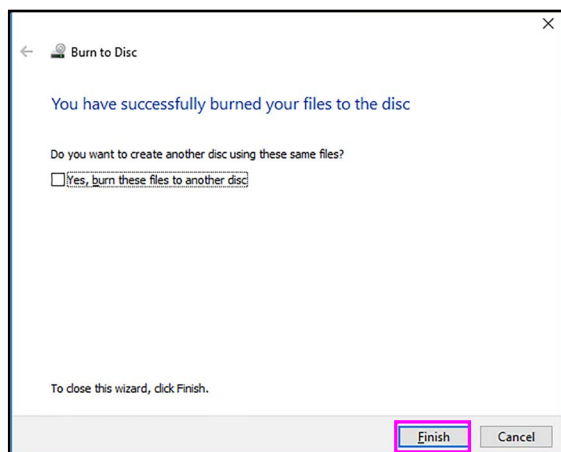 Burn to Disc
You have successfully burned your files to the disc
Do you want to create another disc using these same files?
Yes, burn these files to another disc
To close this wizard, click Finish.
Finish Cancel